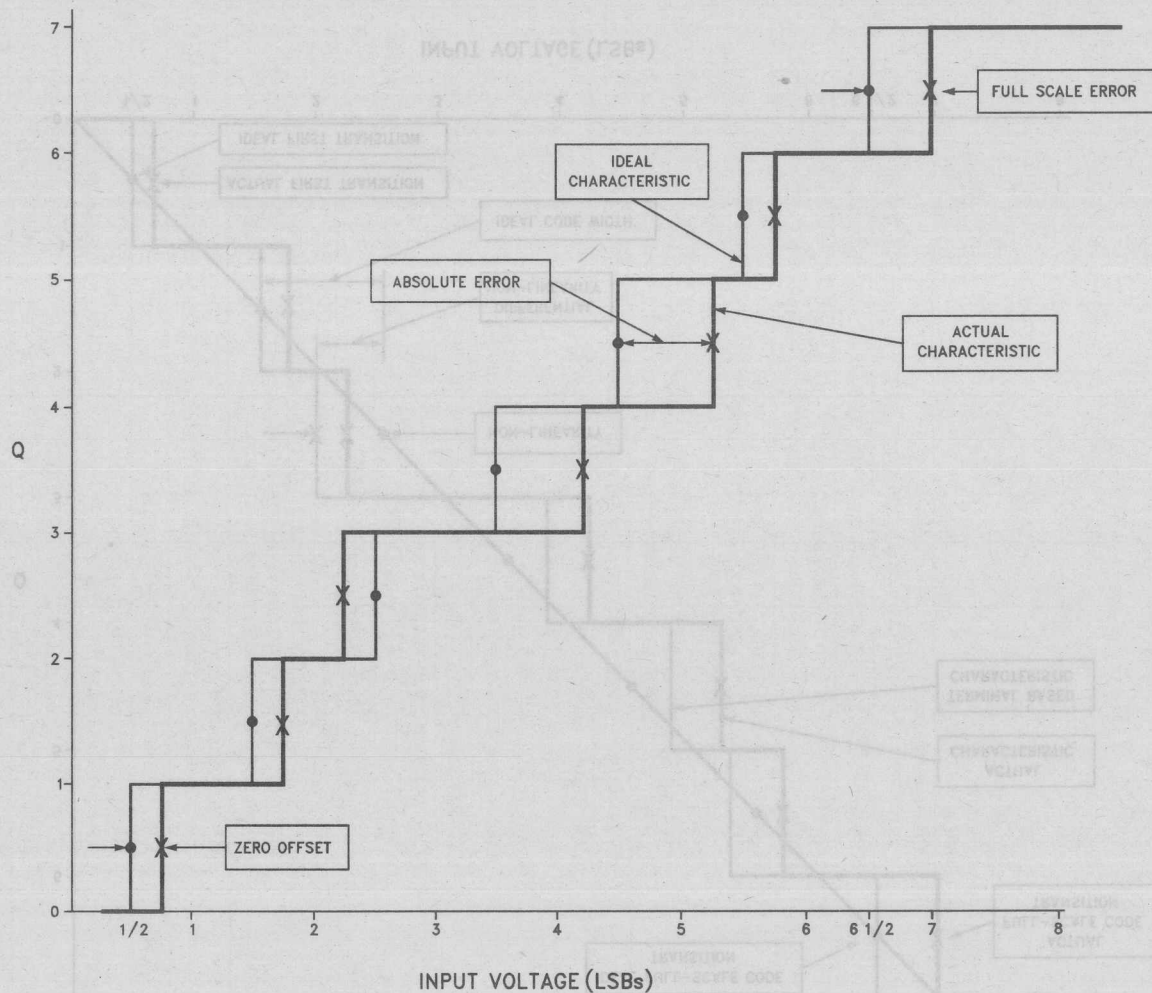 7
FULL SCALE ERROR
6
IDEAL
CHARACTERISTIC
5
ABSOLUTE ERROR
ACTUAL
CHARACTERISTIC
4
Q
3
2
1
ZERO OFFSET
0
1/2 1 2 3 4 5 6 6 1/2 7 8
INPUT VOLTAGE (LSBs)